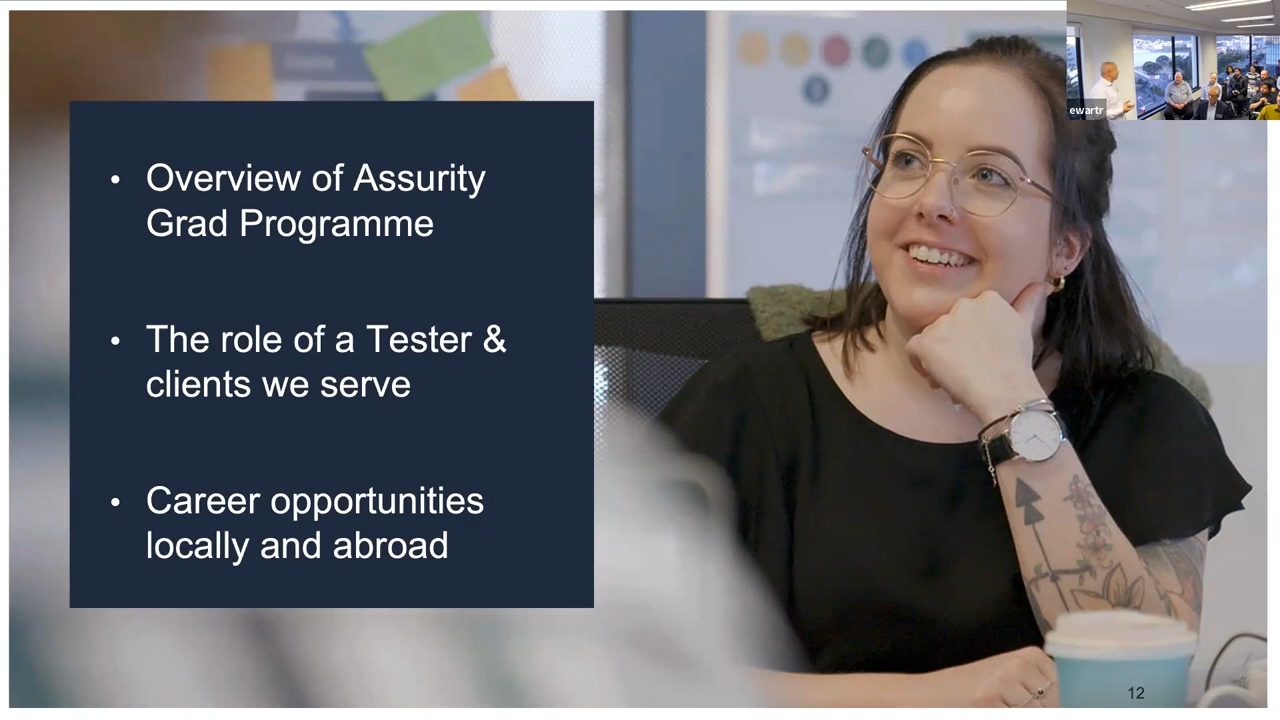 • Overview of Assurity
Grad Programme
• The role of a Tester &
clients we serve
• Career opportunities
locally and abroad
ewartr
12